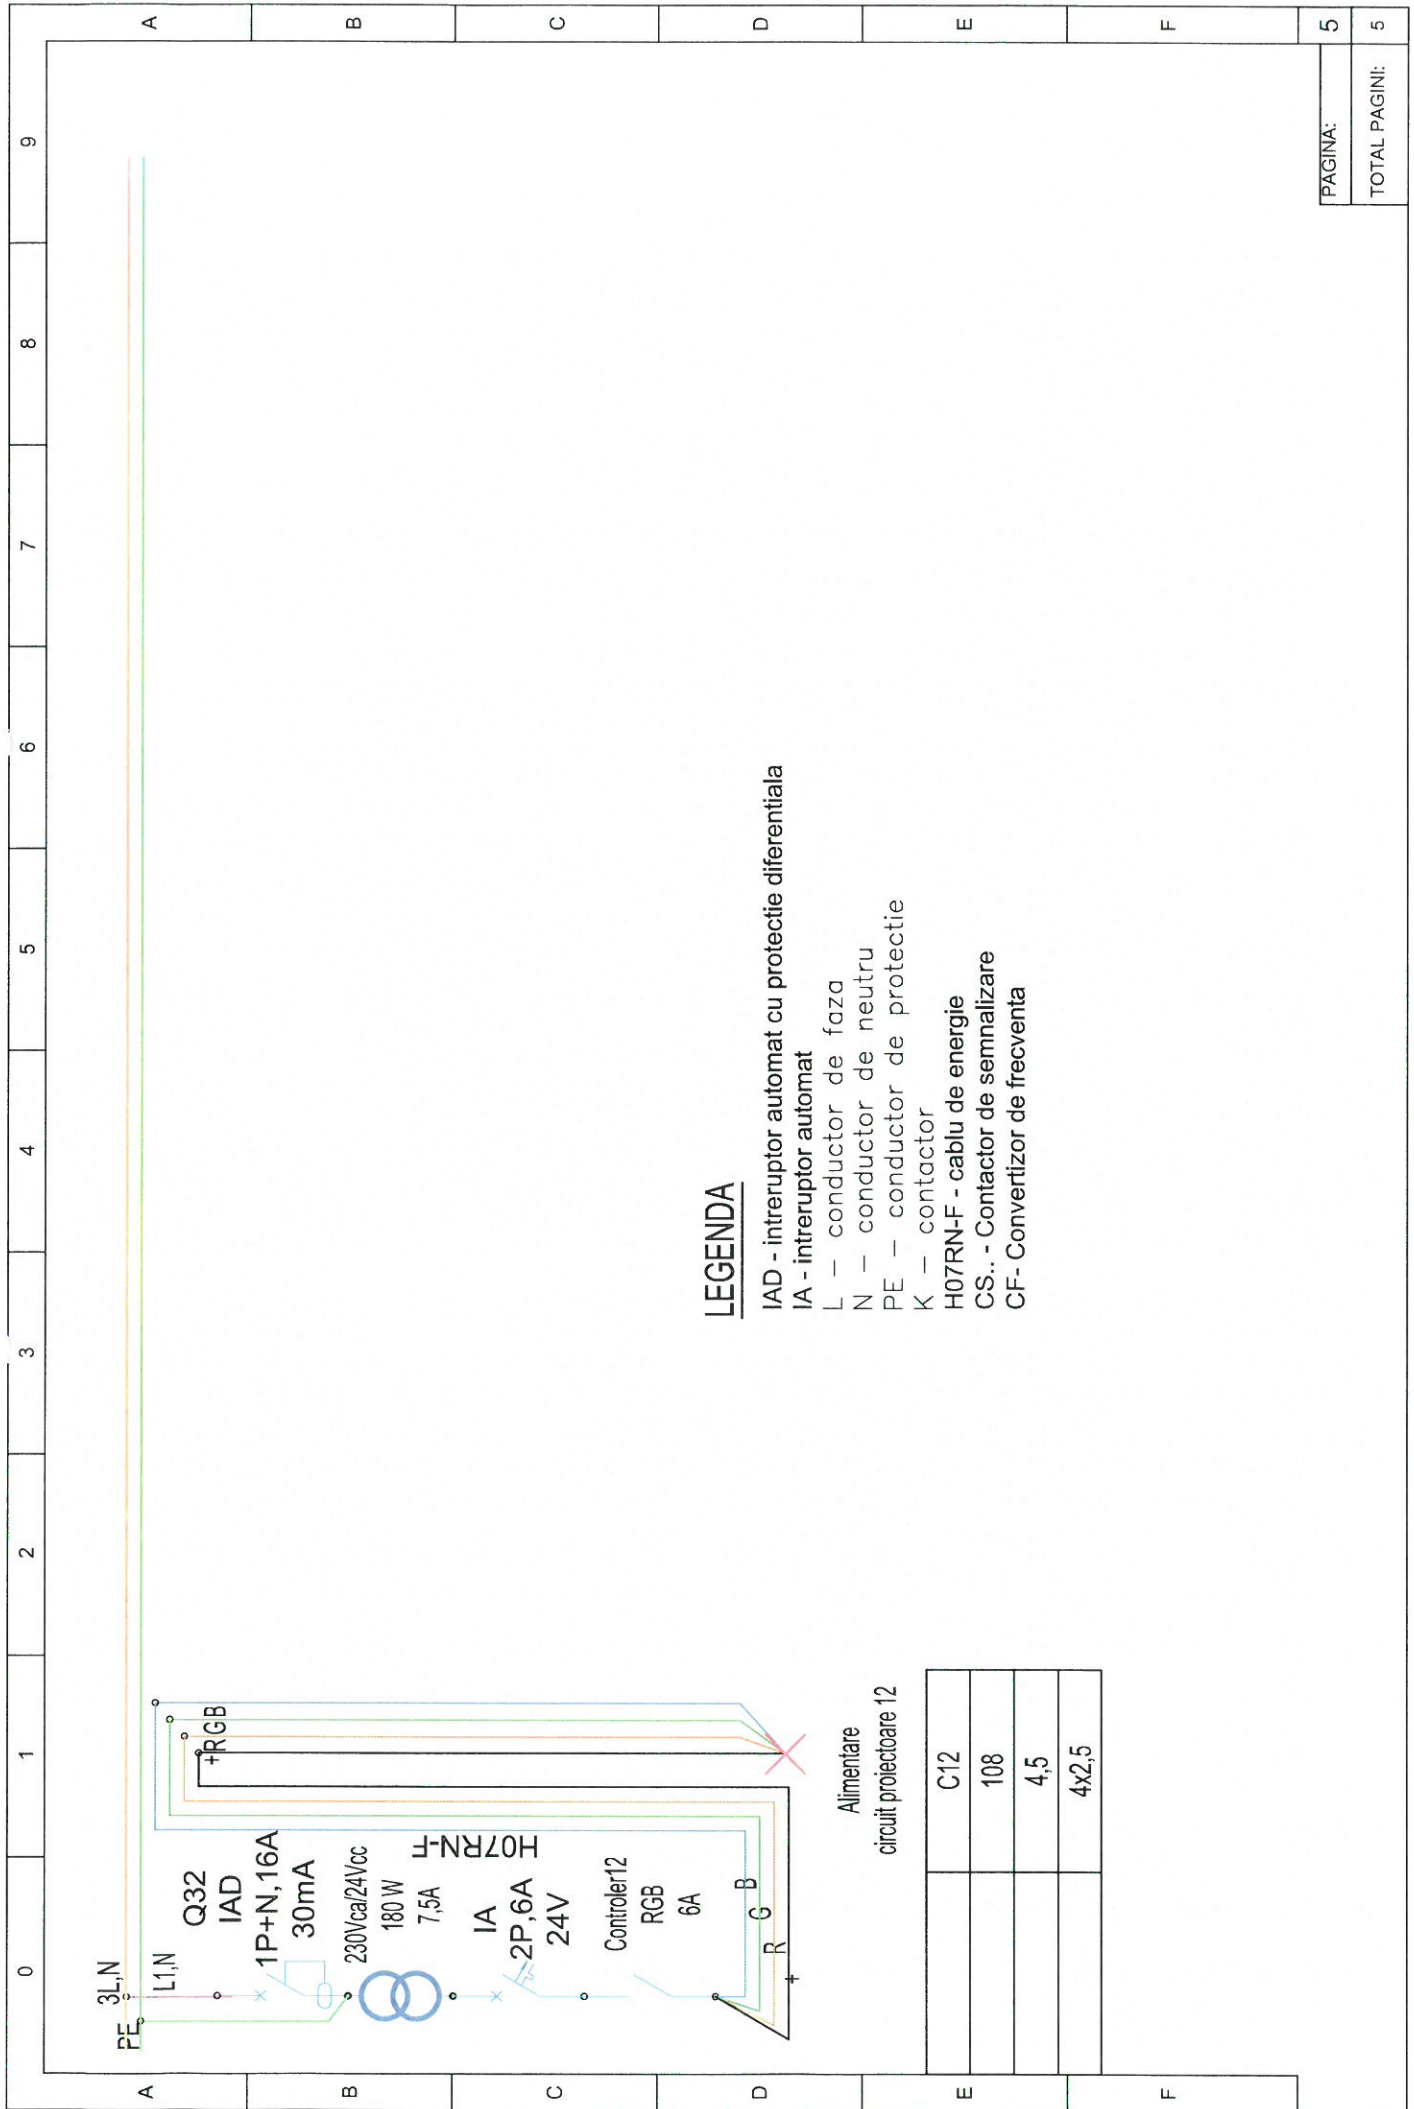 0 1 2 3 4 5 6 7 8 9
A
A
B
B
C
C
D
D
E
E
F
F
3L,N
PE
L1,N
Q32
IAD
1P+N,16A
30mA
230Vca/24Vcc
180 W
7,5A
IA
2P,6A
24V
Controler12
RGB
6A
H07RN-F
+RGB
B
G
R
+
Alimentare
circuit proiectoare 12
C12
108
4,5
4x2,5
LEGENDA
IAD - intreruptor automat cu protectie diferentiala
IA - intreruptor automat
L – conductor de faza
N – conductor de neutru
PE – conductor de protectie
K – contactor
H07RN-F - cablu de energie
CS.. - Contactor de semnalizare
CF- Convertizor de frecventa
PAGINA: 5
TOTAL PAGINI: 5